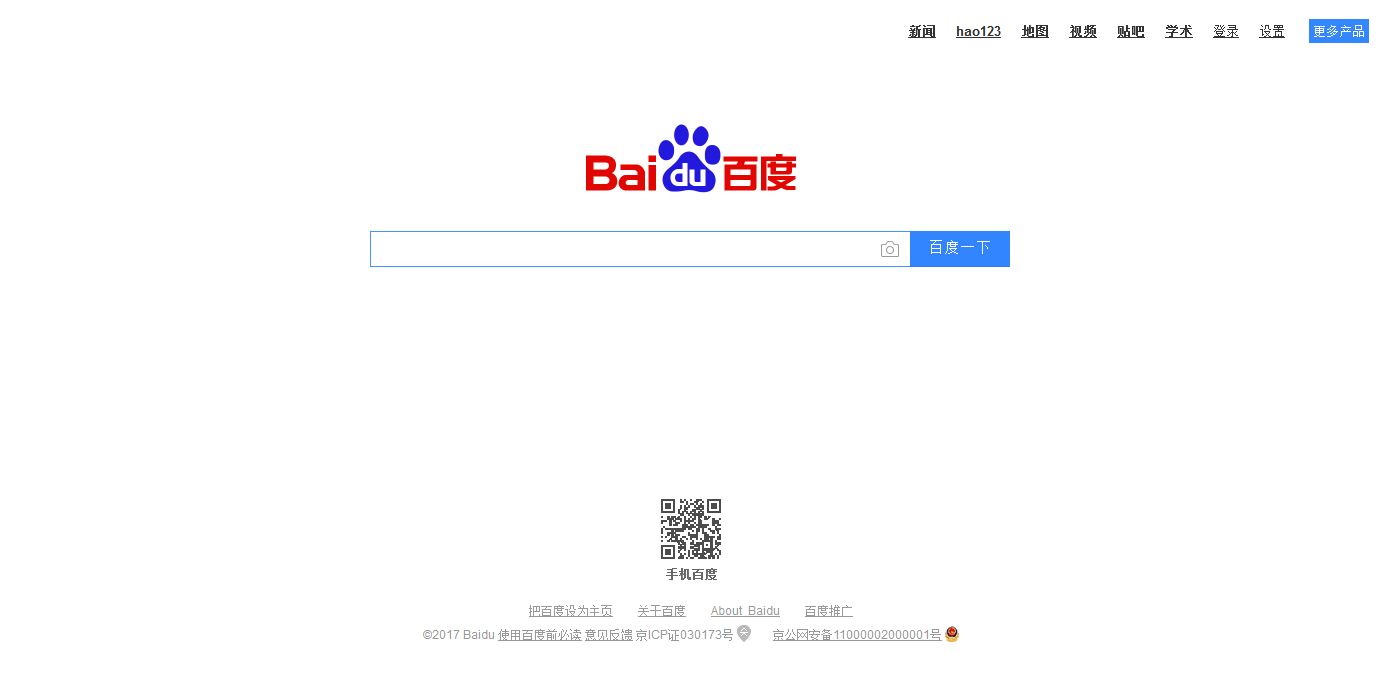 新闻 hao123 地图 视频 贴吧 学术 登录 设置 更多产品
Bai du 百度
百度一下
手机百度
把百度设为主页 关于百度 About Baidu 百度推广
©2017 Baidu 使用百度前必读 意见反馈 京ICP证030173号 京公网安备11000002000001号